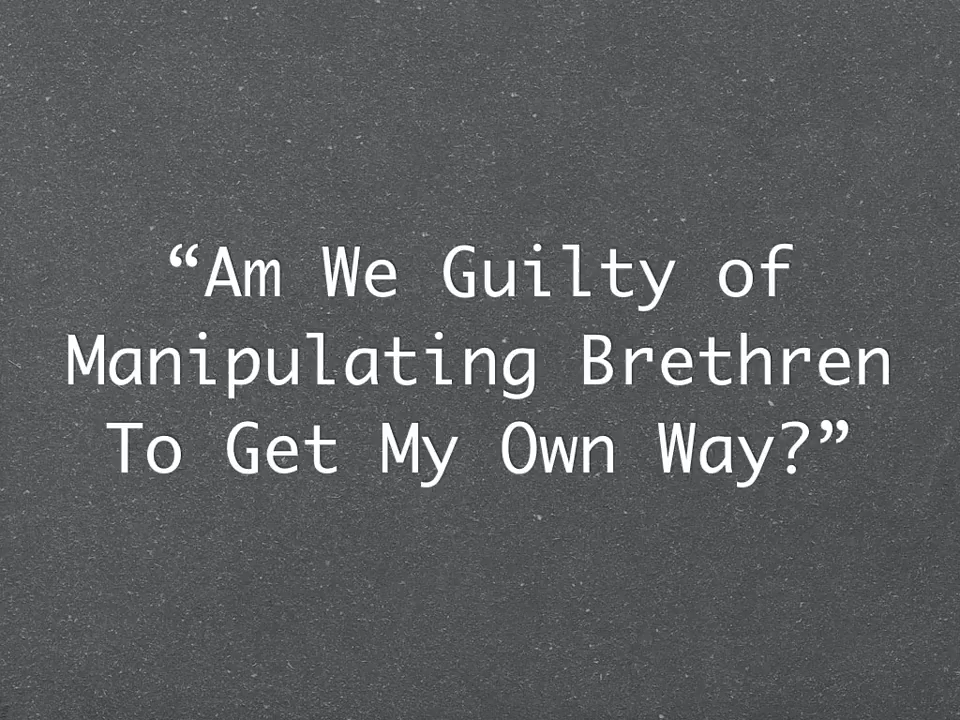 “Am We Guilty of
Manipulating Brethren
To Get My Own Way?”